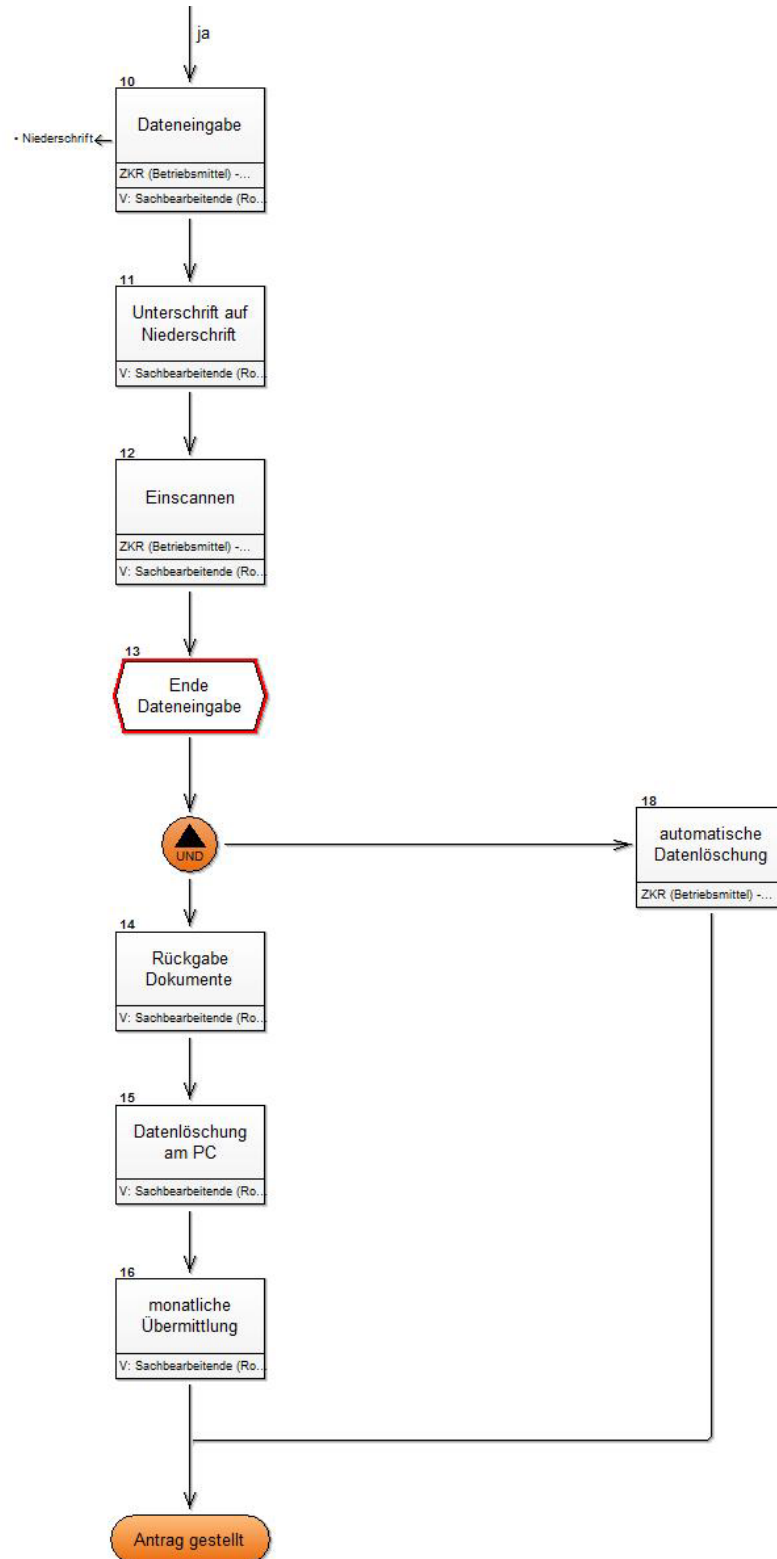 ja
10
Dateneingabe
• Niederschrift
ZKR (Betriebsmittel) -...
V: Sachbearbeitende (Ro...
11
Unterschrift auf
Niederschrift
V: Sachbearbeitende (Ro...
12
Einscannen
ZKR (Betriebsmittel) -...
V: Sachbearbeitende (Ro...
13
Ende
Dateneingabe
UND
18
automatische
Datenlöschung
ZKR (Betriebsmittel) -...
14
Rückgabe
Dokumente
V: Sachbearbeitende (Ro...
15
Datenlöschung
am PC
V: Sachbearbeitende (Ro...
16
monatliche
Übermittlung
V: Sachbearbeitende (Ro...
Antrag gestellt